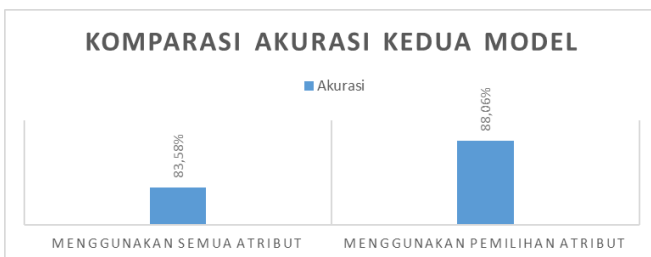 KOMPARASI AKURASI KEDUA MODEL
Akurasi
83,58%
88,06%
MENGGUNAKAN SEMUA ATRIBUT
MENGGUNAKAN PEMILIHAN ATRIBUT